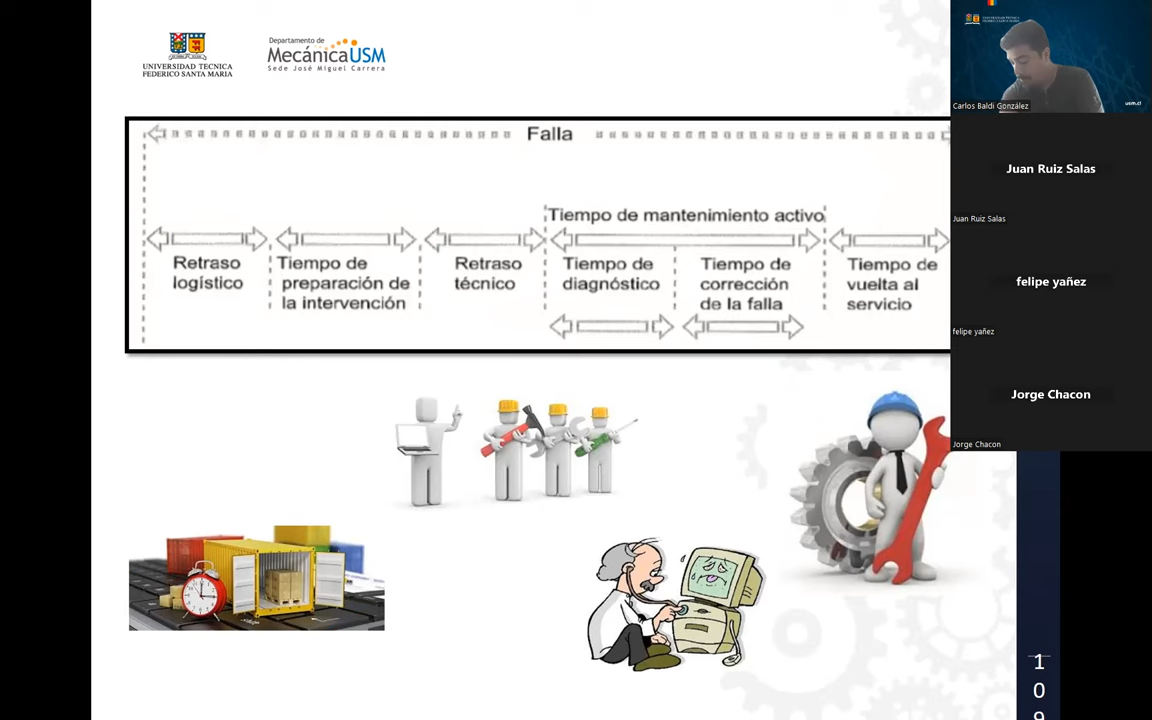 UNIVERSIDAD TECNICA
FEDERICO SANTA MARIA
Departamento de
MecánicaUSM
Sede José Miguel Carrera
Falla
Tiempo de mantenimiento activo
Retraso
logístico
Tiempo de
preparación de
la intervención
Retraso
técnico
Tiempo de
diagnóstico
Tiempo de
corrección
de la falla
Tiempo de
vuelta al
servicio
Carlos Baldi González
usm.cl
Juan Ruiz Salas
Juan Ruiz Salas
felipe yañez
felipe yañez
Jorge Chacon
Jorge Chacon
1
0
9